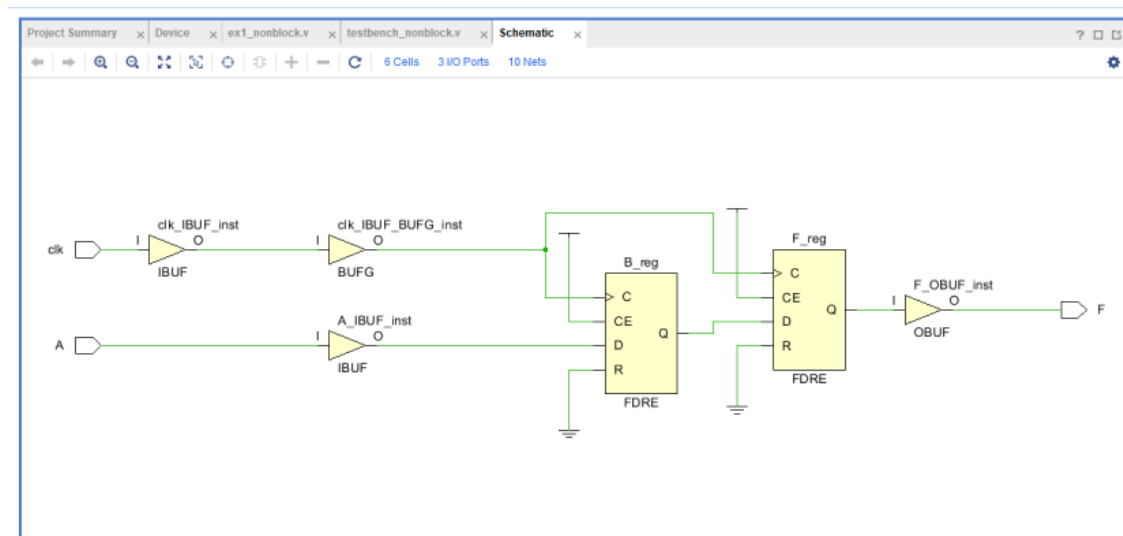 Project Summary × Device × ex1_nonblock.v × testbench_nonblock.v × Schematic ×
?
6 Cells 3 I/O Ports 10 Nets
clk
I
clk_IBUF_inst
O
IBUF
I
clk_IBUF_BUFG_inst
O
BUFG
A
I
A_IBUF_inst
O
IBUF
B_reg
C
CE
D
R
Q
FDRE
F_reg
C
CE
D
R
Q
FDRE
I
F_OBUF_inst
O
OBUF
F